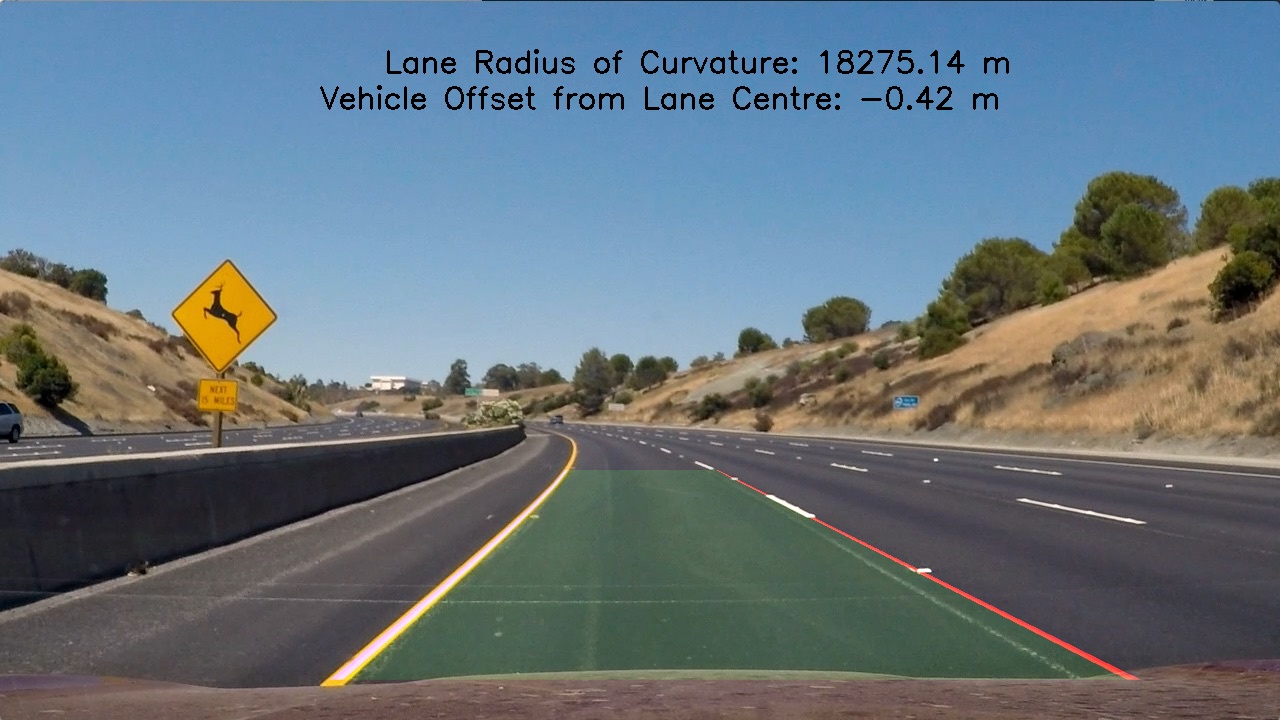 Lane Radius of Curvature: 18275.14 m
Vehicle Offset from Lane Centre: −0.42 m
NEXT
15 MILES